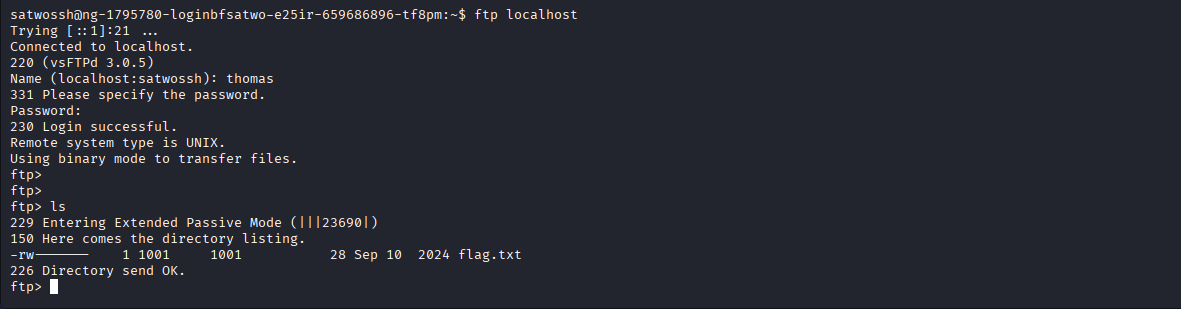 satwossh@ng-1795780-loginbfsatwo-e25ir-659686896-tf8pm:~$ ftp localhost
Trying [::1]:21 ...
Connected to localhost.
220 (vsFTPd 3.0.5)
Name (localhost:satwossh): thomas
331 Please specify the password.
Password:
230 Login successful.
Remote system type is UNIX.
Using binary mode to transfer files.
ftp>
ftp>
ftp> ls
229 Entering Extended Passive Mode (|||23690|)
150 Here comes the directory listing.
-rw-------    1 1001     1001           28 Sep 10  2024 flag.txt
226 Directory send OK.
ftp>